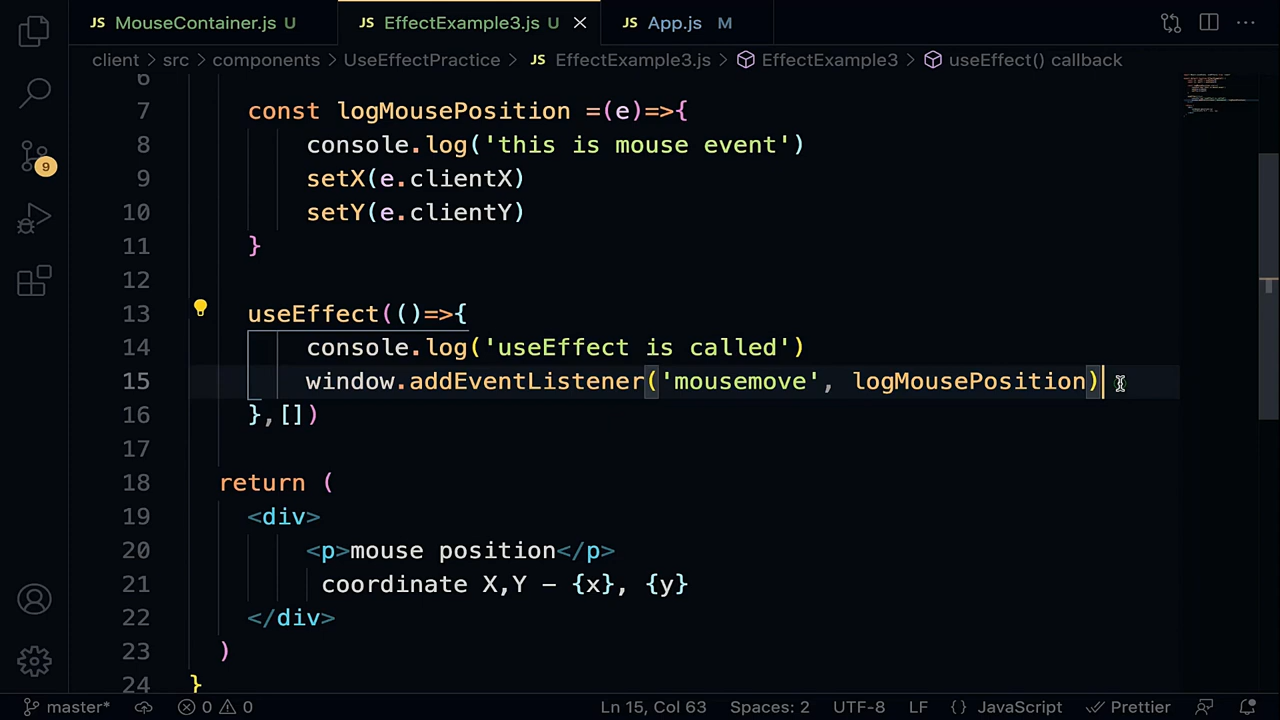 JS MouseContainer.js U JS EffectExample3.js U × JS App.js M ···
client > src > components > UseEffectPractice > JS EffectExample3.js > EffectExample3 > useEffect() callback
6
7 const logMousePosition =(e)=>{
8 console.log('this is mouse event')
9 setX(e.clientX)
10 setY(e.clientY)
11 }
12
13 useEffect(()=>{
14 console.log('useEffect is called')
15 window.addEventListener('mousemove', logMousePosition)
16 },[])
17
18 return (
19 <div>
20 <p>mouse position</p>
21 coordinate X,Y – {x}, {y}
22 </div>
23 )
24 }
9
master* 0 0 Ln 15, Col 63 Spaces: 2 UTF-8 LF {} JavaScript Prettier